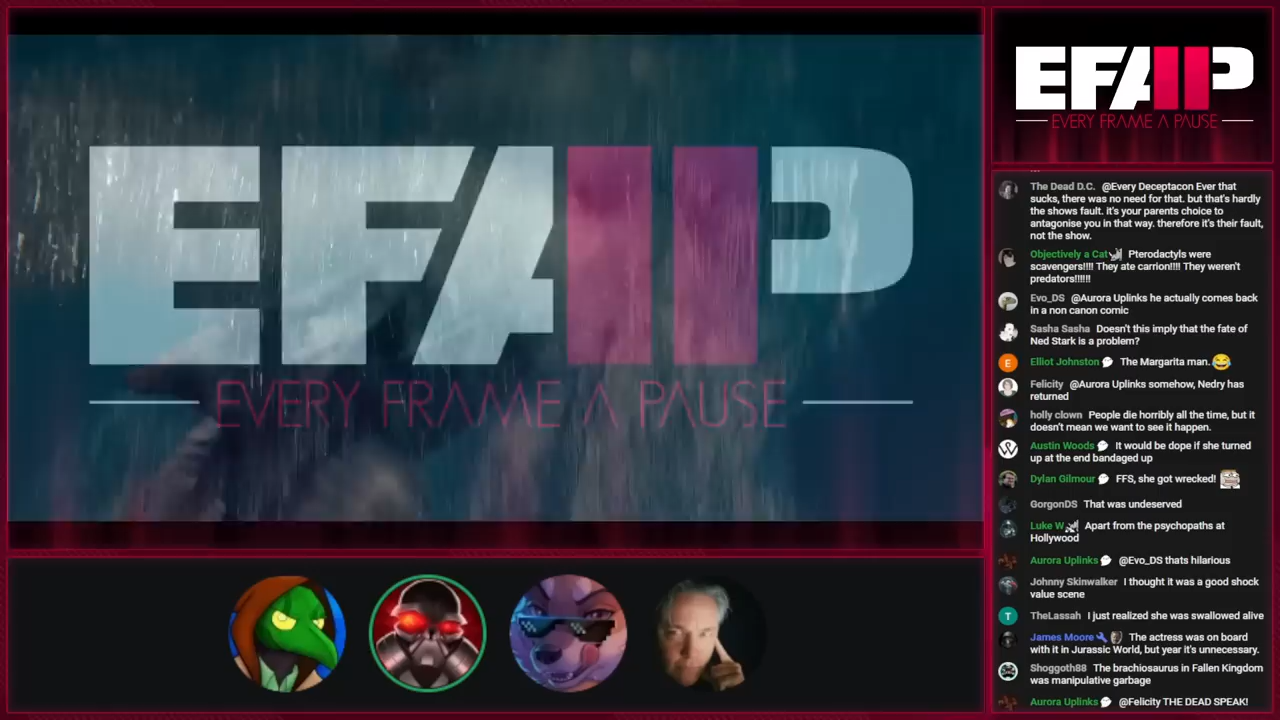 EFAP
EVERY FRAME A PAUSE
EFAP
EVERY FRAME A PAUSE
...
The Dead D.C. @Every Deceptacon Ever that
sucks, there was no need for that. but that's hardly
the shows fault. it's your parents choice to
antagonise you in that way. therefore it's their fault,
not the show.
Objectively a Cat Pterodactyls were
scavengers!!!! They ate carrion!!!! They weren't
predators!!!!!!
Evo_DS @Aurora Uplinks he actually comes back
in a non canon comic
Sasha Sasha Doesn't this imply that the fate of
Ned Stark is a problem?
E
Elliot Johnston The Margarita man. 😂
Felicity @Aurora Uplinks somehow, Nedry has
returned
holly clown People die horribly all the time, but it
doesn't mean we want to see it happen.
Austin Woods It would be dope if she turned
up at the end bandaged up
Dylan Gilmour FFS, she got wrecked!
GorgonDS That was undeserved
Luke W Apart from the psychopaths at
Hollywood
Aurora Uplinks @Evo_DS thats hilarious
Johnny Skinwalker I thought it was a good shock
value scene
T
TheLassah I just realized she was swallowed alive
James Moore The actress was on board
with it in Jurassic World, but year it's unnecessary.
Shoggoth88 The brachiosaurus in Fallen Kingdom
was manipulative garbage
Aurora Uplinks @Felicity THE DEAD SPEAK!